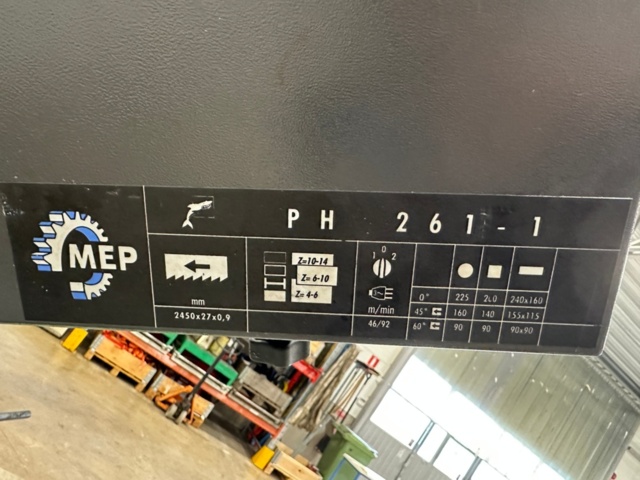 PH 261-1
MEP
mm
2450x27x0,9
Z=10-14
Z=6-10
Z=4-6
0
1 2
m/min
46/92
0° 225 200 240x160
45° 160 140 155x115
60° 90 90 90x90